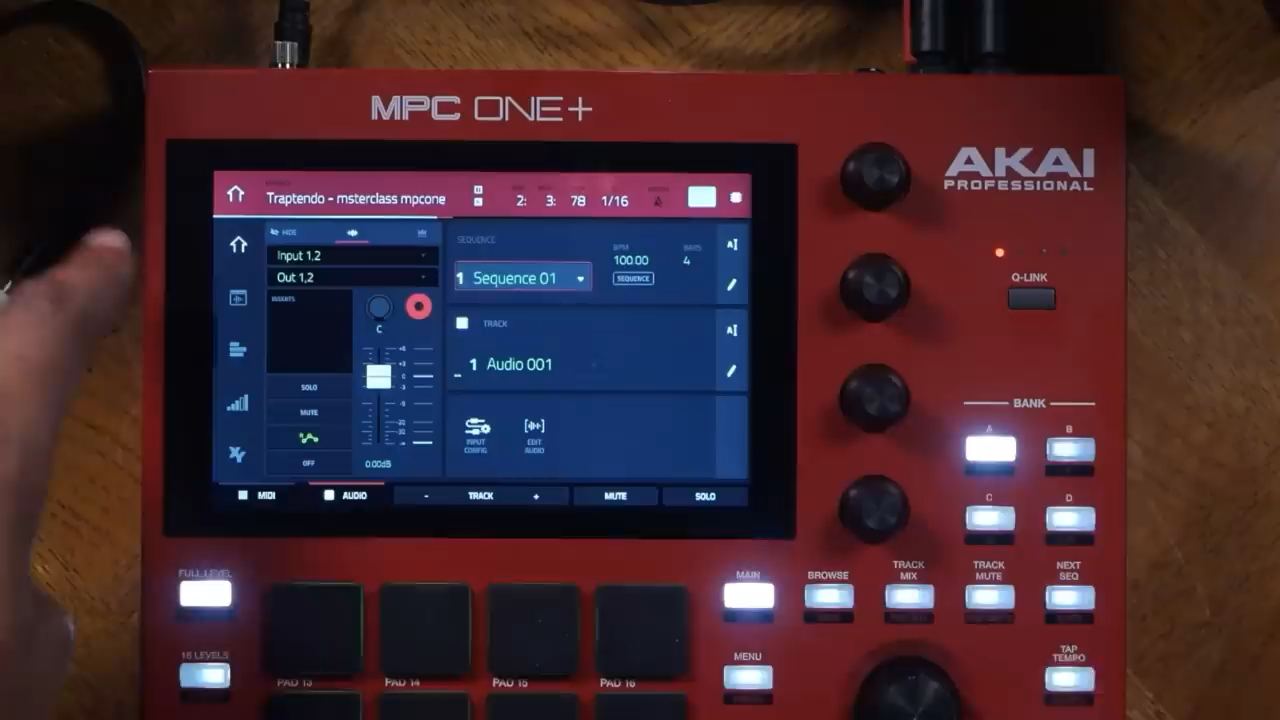 MPC ONE+
AKAI
PROFESSIONAL
Traptendo - msterclass mpcone
2: 3: 78 1/16
HIDE
Input 1,2
Out 1,2
INSERTS
C
SOLO
MUTE
OFF
0.00dB
SEQUENCE
1 Sequence 01
BPM
100.00
SEQUENCE
BARS
4
TRACK
1 Audio 001
INPUT
CONFIG
EDIT
AUDIO
MIDI
AUDIO
- TRACK +
MUTE
SOLO
Q-LINK
BANK
A
B
C
D
FULL LEVEL
16 LEVELS
PAD 13
PAD 14
PAD 15
PAD 16
MAIN
BROWSE
TRACK
MIX
TRACK
MUTE
NEXT
SEQ
MENU
TAP
TEMPO